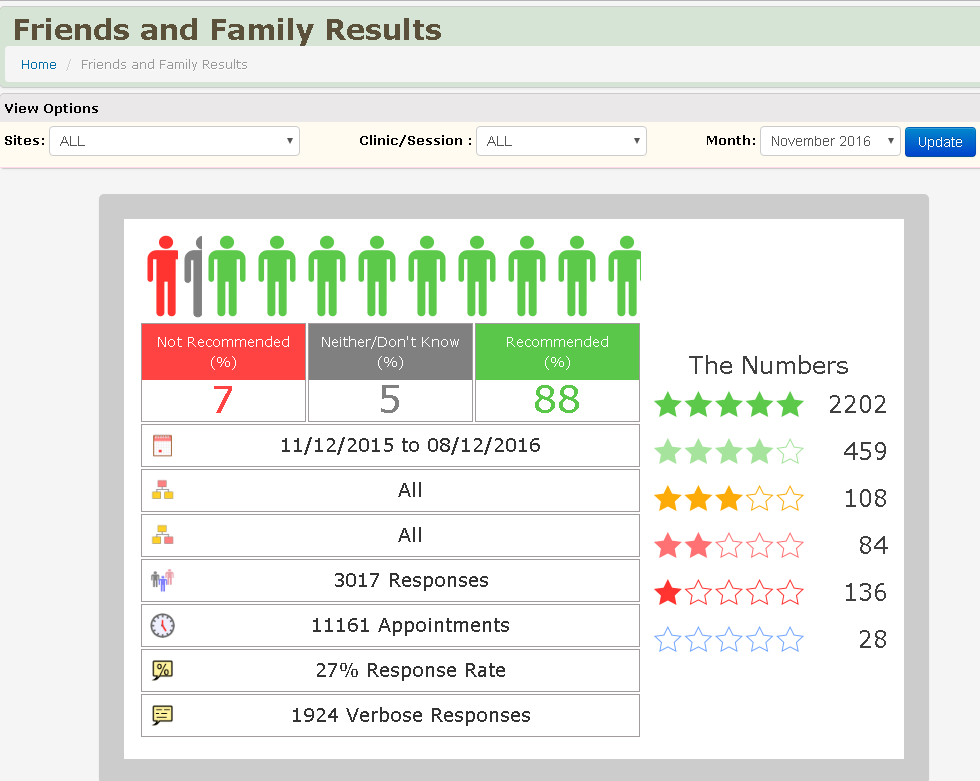 Friends and Family Results
Home / Friends and Family Results
View Options
Sites: ALL Clinic/Session : ALL Month: November 2016 Update
Not Recommended (%)
7
Neither/Don't Know (%)
5
Recommended (%)
88
11/12/2015 to 08/12/2016
All
All
3017 Responses
11161 Appointments
% 27% Response Rate
1924 Verbose Responses
The Numbers
2202
459
108
84
136
28